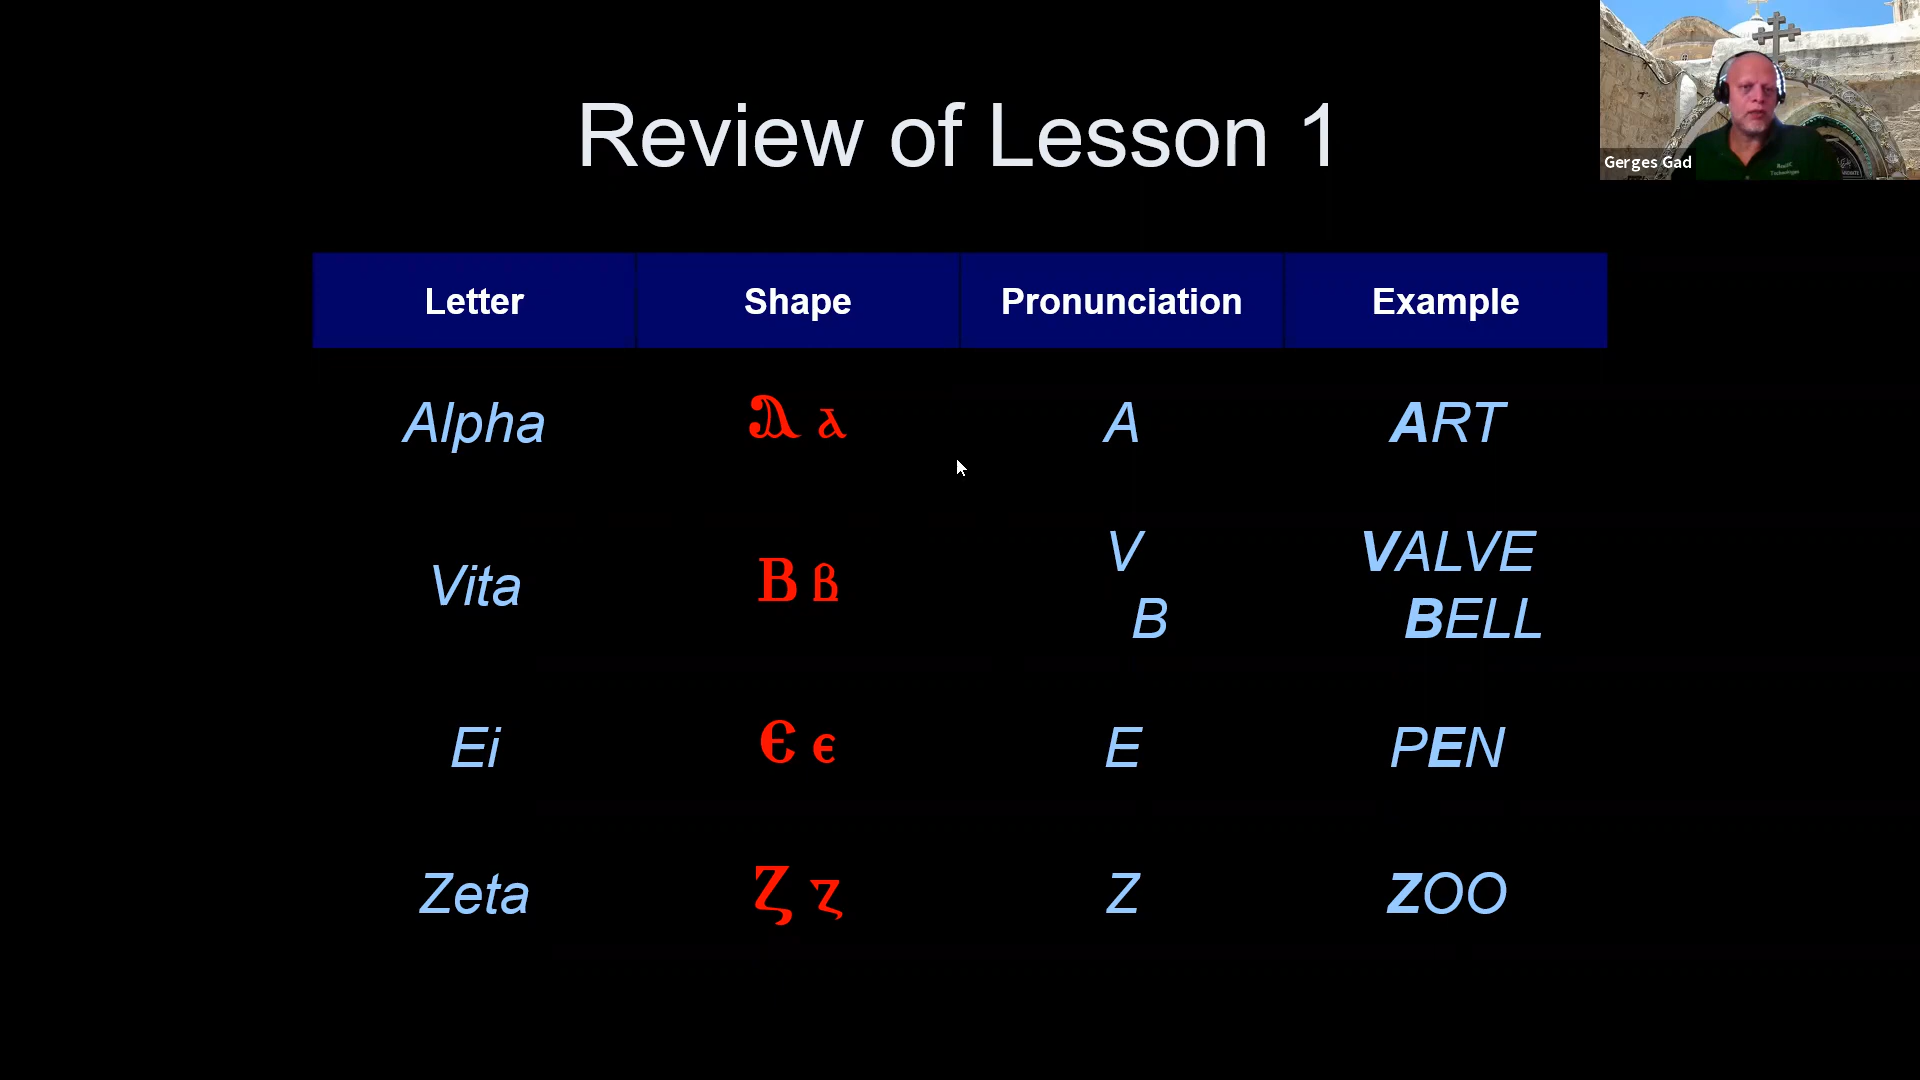 Review of Lesson 1
Gerges Gad
Letter Shape Pronunciation Example
Alpha Ⲁ ⲁ A ART
Vita Ⲃ ⲃ V VALVE
B BELL
Ei Ⲉ ⲉ E PEN
Zeta Ⲍ ⲍ Z ZOO